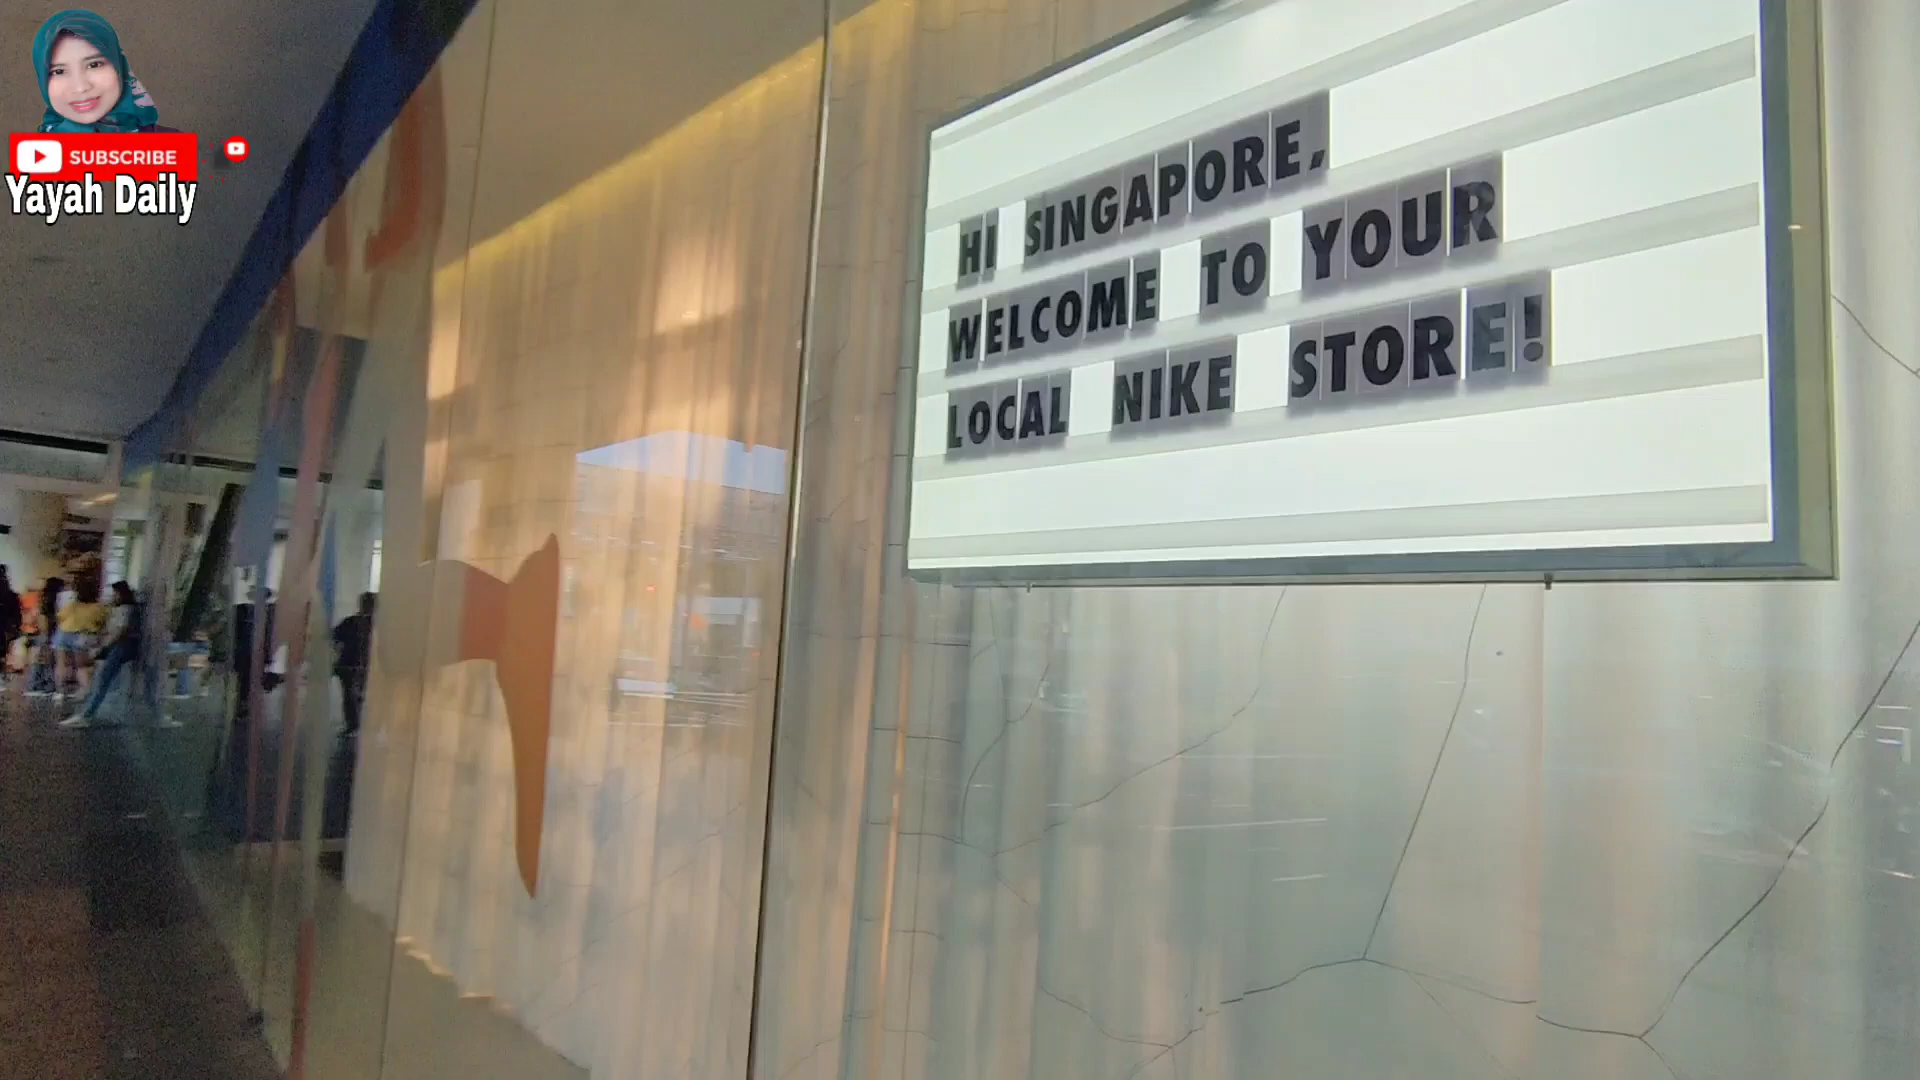 SUBSCRIBE
Yayah Daily
HI SINGAPORE,
WELCOME TO YOUR
LOCAL NIKE STORE!